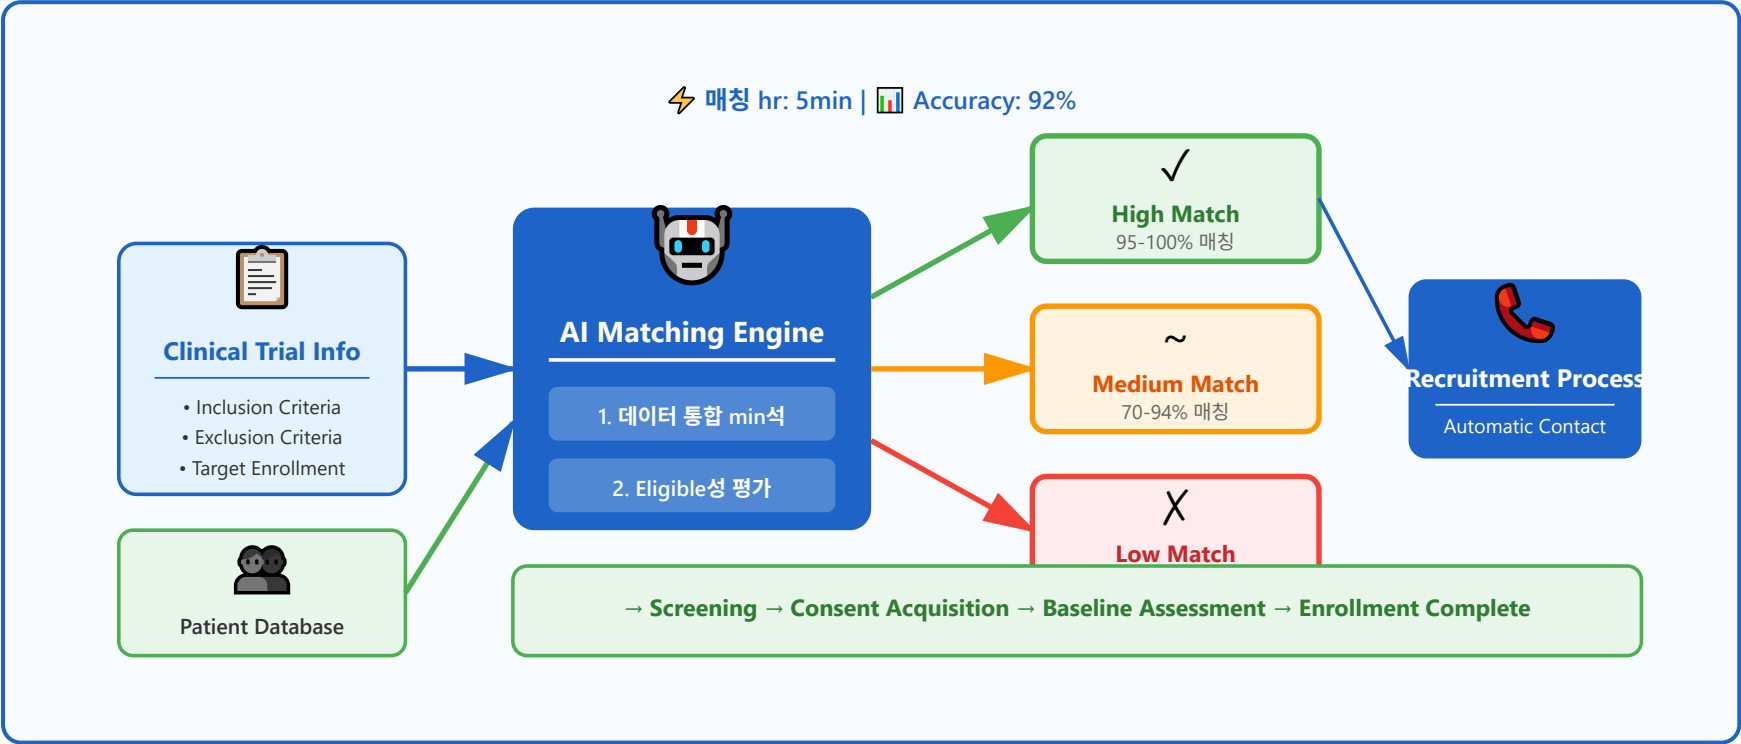 ⚡ 매칭 hr: 5min | 📊 Accuracy: 92%
Clinical Trial Info
• Inclusion Criteria
• Exclusion Criteria
• Target Enrollment
Patient Database
AI Matching Engine
1. 데이터 통합 min석
2. Eligible성 평가
✓
High Match
95-100% 매칭
~
Medium Match
70-94% 매칭
✗
Low Match
Recruitment Process
Automatic Contact
→ Screening → Consent Acquisition → Baseline Assessment → Enrollment Complete